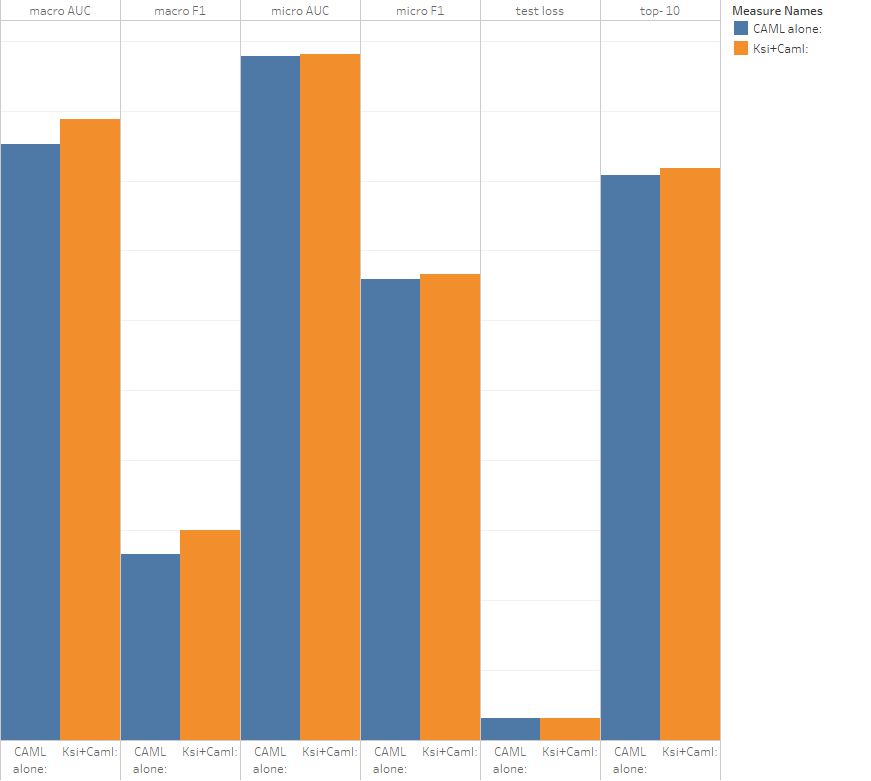 macro AUC macro F1 micro AUC micro F1 test loss top- 10
Measure Names
CAML alone:
Ksi+Caml:
CAML Ksi+Caml: CAML Ksi+Caml: CAML Ksi+Caml: CAML Ksi+Caml: CAML Ksi+Caml: CAML Ksi+Caml:
alone: alone: alone: alone: alone: alone: